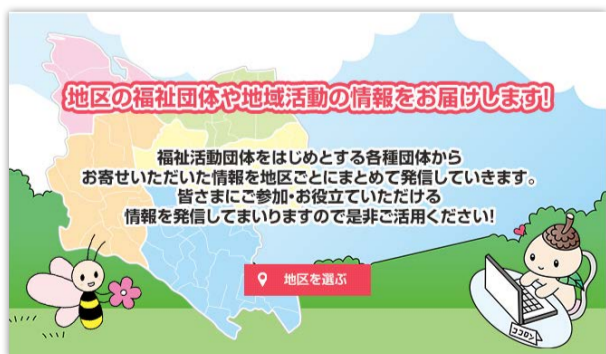 地区の福祉団体や地域活動の情報をお届けします!
福祉活動団体をはじめとする各種団体から
お寄せいただいた情報を地区ごとにまとめて発信していきます。
皆さまにご参加・お役立ていただける
情報を発信してまいりますので是非ご活用ください!
地区を選ぶ
ココロン